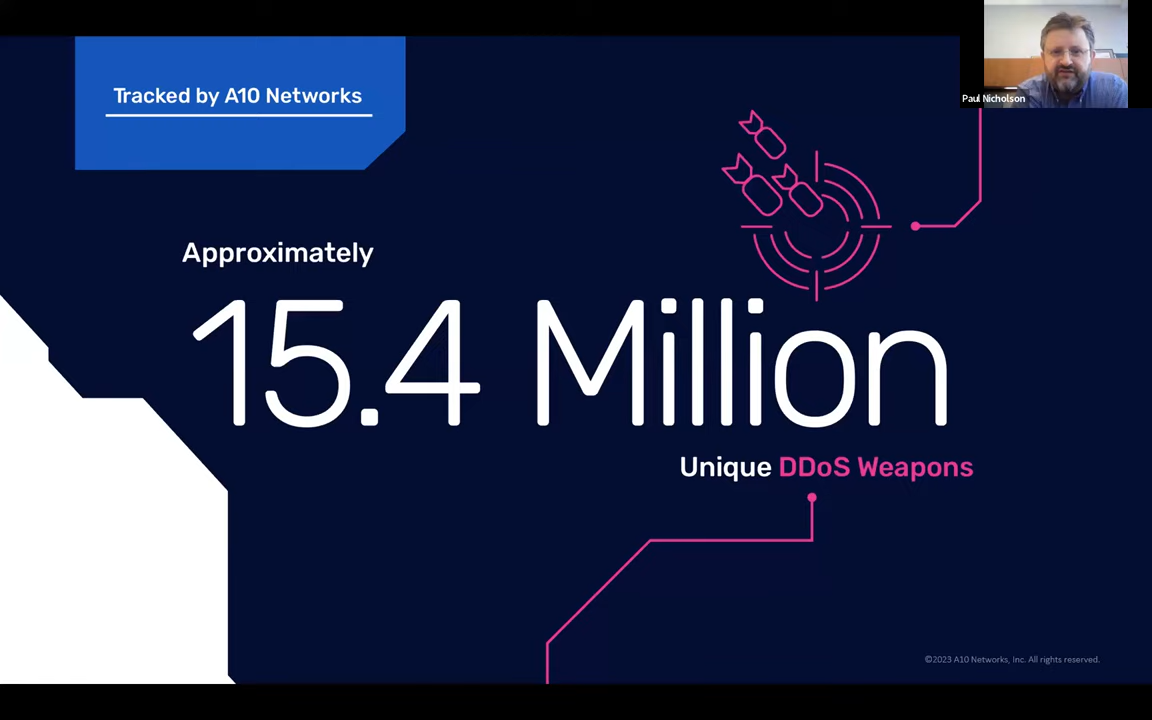 Tracked by A10 Networks
Paul Nicholson
Approximately
15.4 Million
Unique DDoS Weapons
©2023 A10 Networks, Inc. All rights reserved.